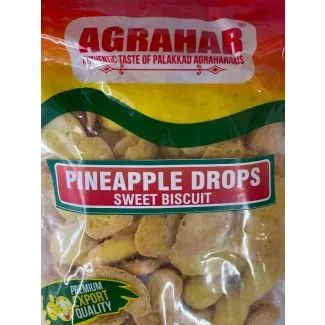 AGRAHAR
AUTHENTIC TASTE OF PALAKKAD AGRAHARAMS
PINEAPPLE DROPS
SWEET BISCUIT
PREMIUM
EXPORT
QUALITY